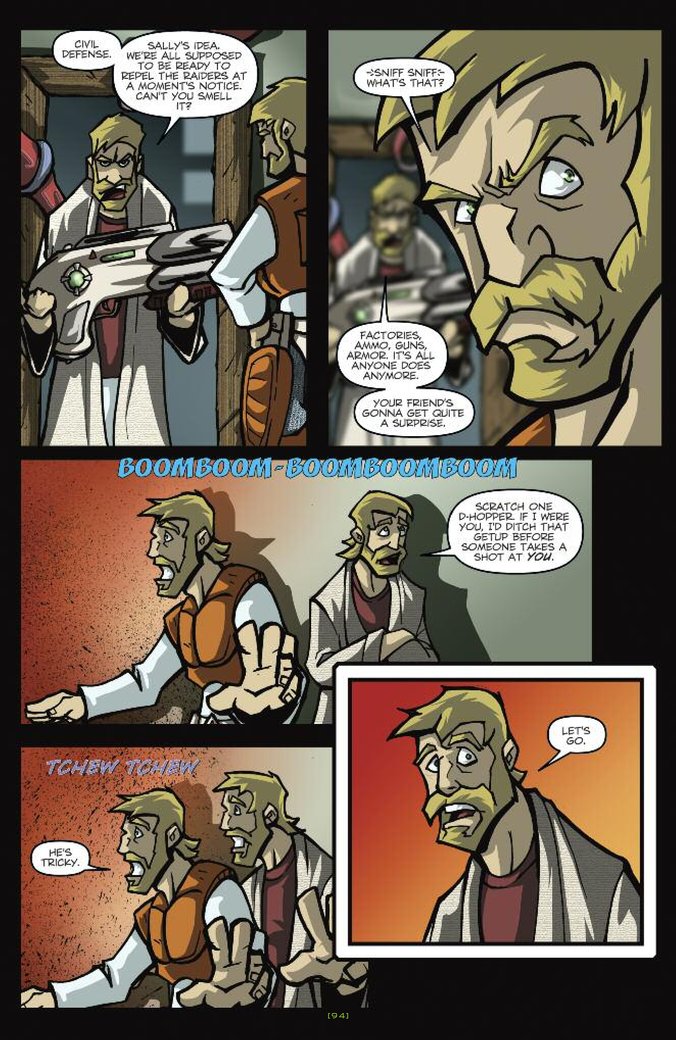 CIVIL
DEFENSE.
SALLY'S IDEA.
WE'RE ALL SUPPOSED
TO BE READY TO
REPEL THE RAIDERS AT
A MOMENT'S NOTICE.
CAN'T YOU SMELL
IT?
-:SNIFF SNIFF:-
WHAT'S THAT?
FACTORIES,
AMMO, GUNS,
ARMOR. IT'S ALL
ANYONE DOES
ANYMORE.
YOUR FRIEND'S
GONNA GET QUITE
A SURPRISE.
BOOMBOOM-BOOMBOOMBOOM
SCRATCH ONE
D-HOPPER. IF I WERE
YOU, I'D DITCH THAT
GETUP BEFORE
SOMEONE TAKES A
SHOT AT YOU.
TCHEW TCHEW
HE'S
TRICKY.
LET'S
GO.
[94]